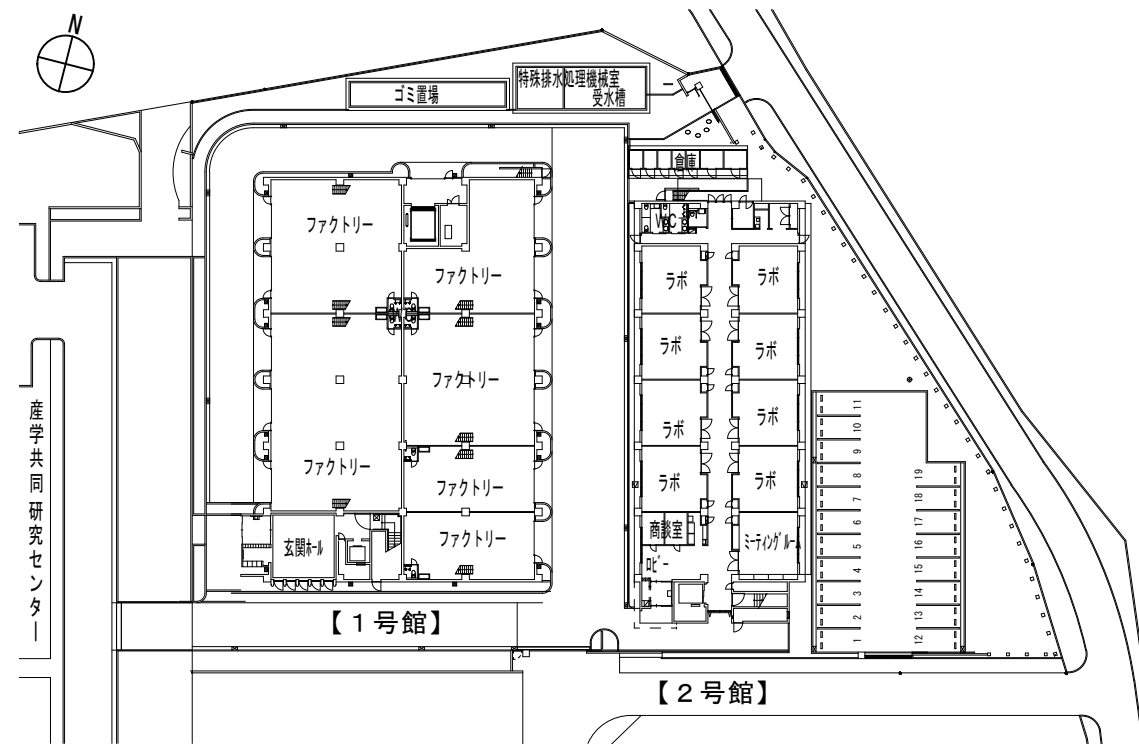 N
特殊排水処理機械室
受水槽
ゴミ置場
倉庫
WC
ファクトリー
ファクトリー
WC
ファクトリー
ファクトリー
ファクトリー
ファクトリー
玄関ホール
ラボ
ラボ
ラボ
ラボ
ラボ
ラボ
ラボ
ラボ
商談室
ミーティングルーム
ロビー
産学共同研究センター
11
10
9
8
7
6
5
4
3
2
1
19
18
17
16
15
14
13
12
【1号館】
【2号館】